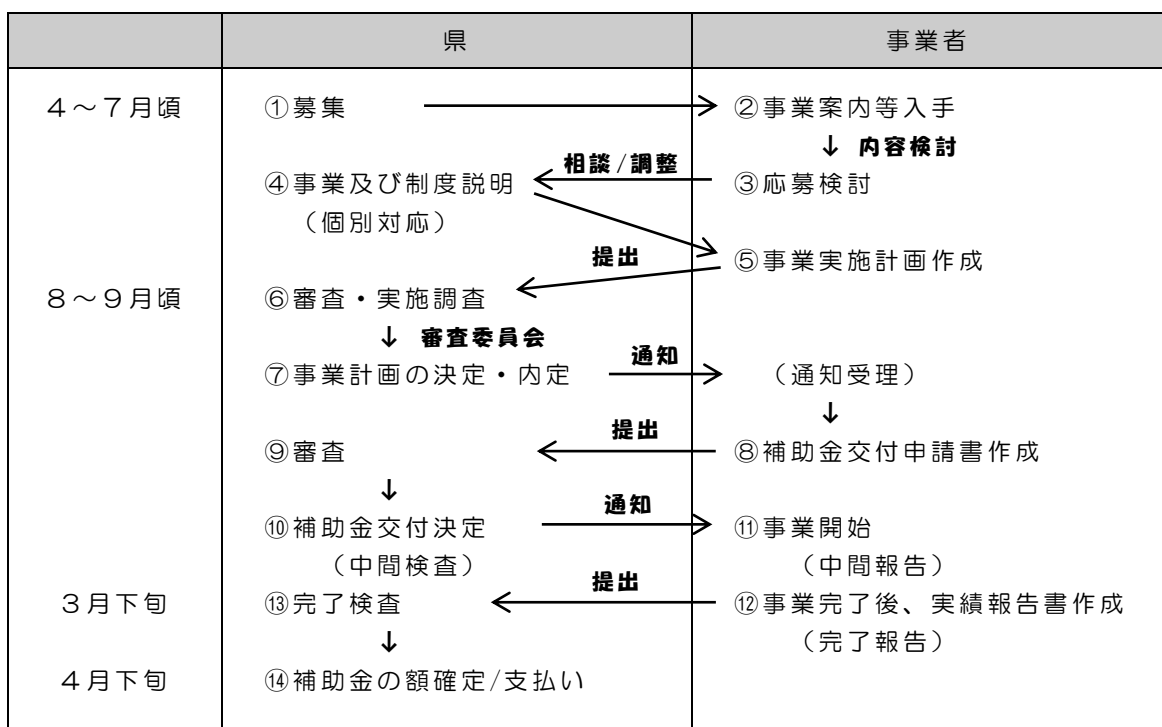 県 事業者
4～7月頃 ①募集 ②事業案内等入手
↓ 内容検討
相談/調整
④事業及び制度説明 ③応募検討
（個別対応）
提出 ⑤事業実施計画作成
8～9月頃 ⑥審査・実施調査
↓ 審査委員会
通知
⑦事業計画の決定・内定 （通知受理）
↓
提出
⑨審査 ⑧補助金交付申請書作成
↓
通知
⑩補助金交付決定 ⑪事業開始
（中間検査） （中間報告）
提出
3月下旬 ⑬完了検査 ⑫事業完了後、実績報告書作成
↓ （完了報告）
4月下旬 ⑭補助金の額確定/支払い